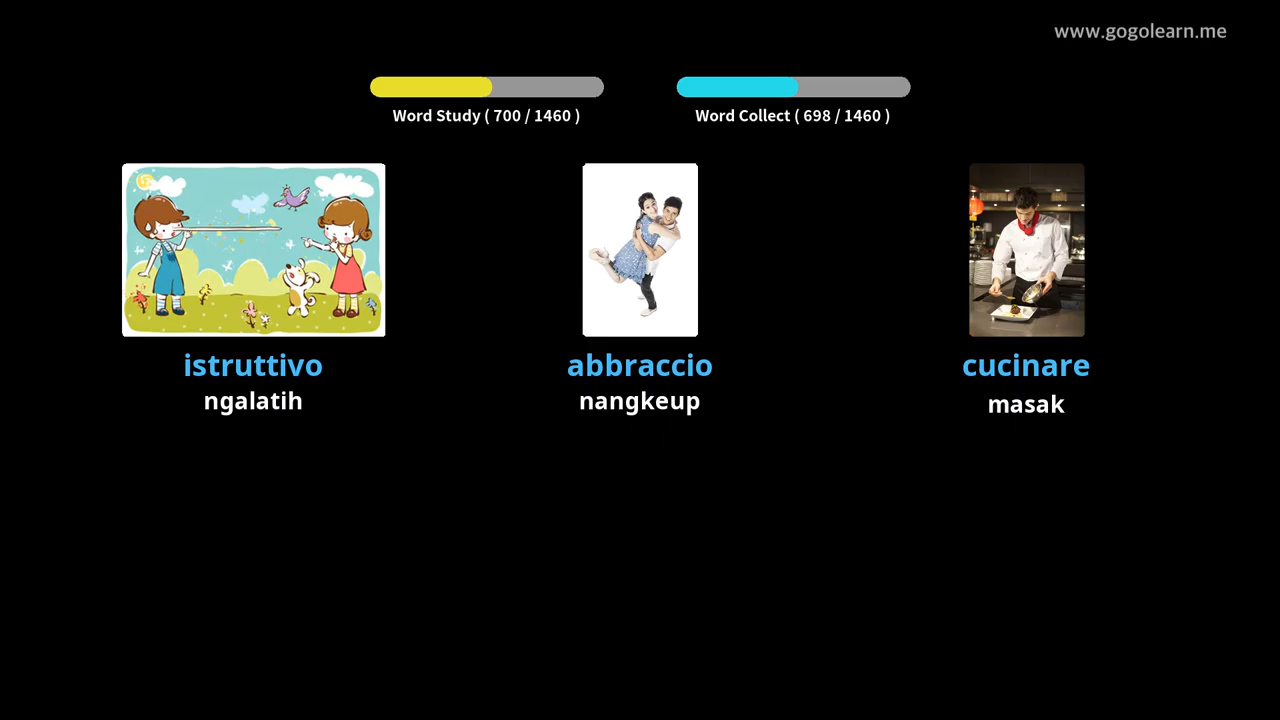 www.gogolearn.me
Word Study ( 700 / 1460 )
Word Collect ( 698 / 1460 )
istruttivo
abbraccio
cucinare
ngalatih
nangkeup
masak